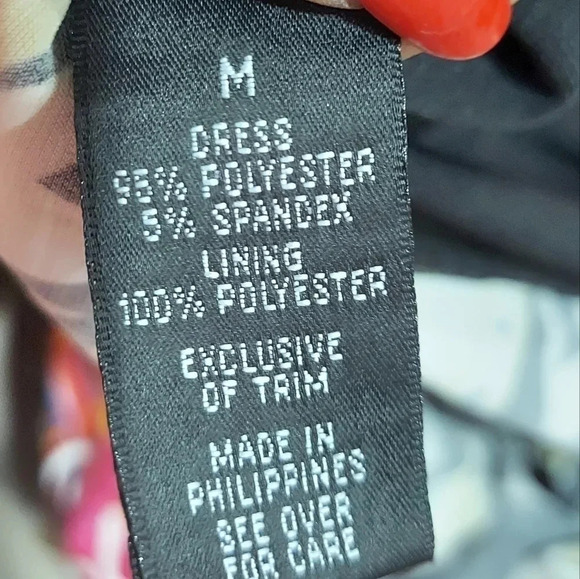 M
DRESS
95% POLYESTER
5% SPANDEX
LINING
100% POLYESTER
EXCLUSIVE
OF TRIM
MADE IN
PHILIPPINES
SEE OVER
FOR CARE